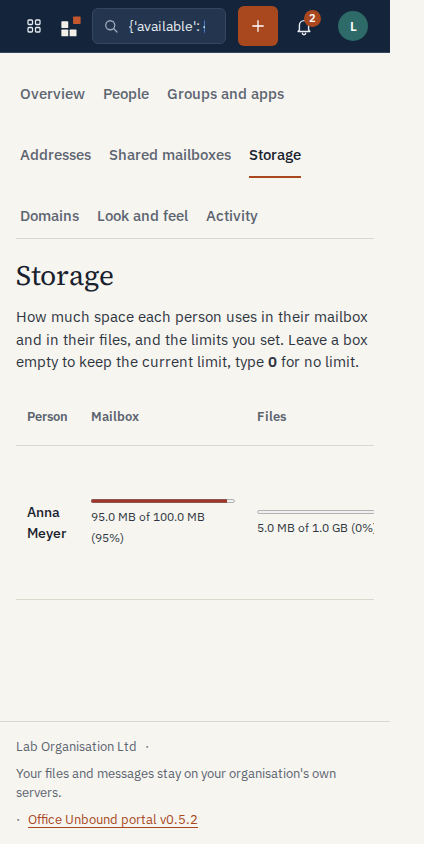 {'available':
2
L
Overview People Groups and apps
Addresses Shared mailboxes Storage
Domains Look and feel Activity
Storage
How much space each person uses in their mailbox
and in their files, and the limits you set. Leave a box
empty to keep the current limit, type 0 for no limit.
Person Mailbox Files
Anna
Meyer
95.0 MB of 100.0 MB
(95%)
5.0 MB of 1.0 GB (0%)
Lab Organisation Ltd ·
Your files and messages stay on your organisation's own
servers.
· Office Unbound portal v0.5.2